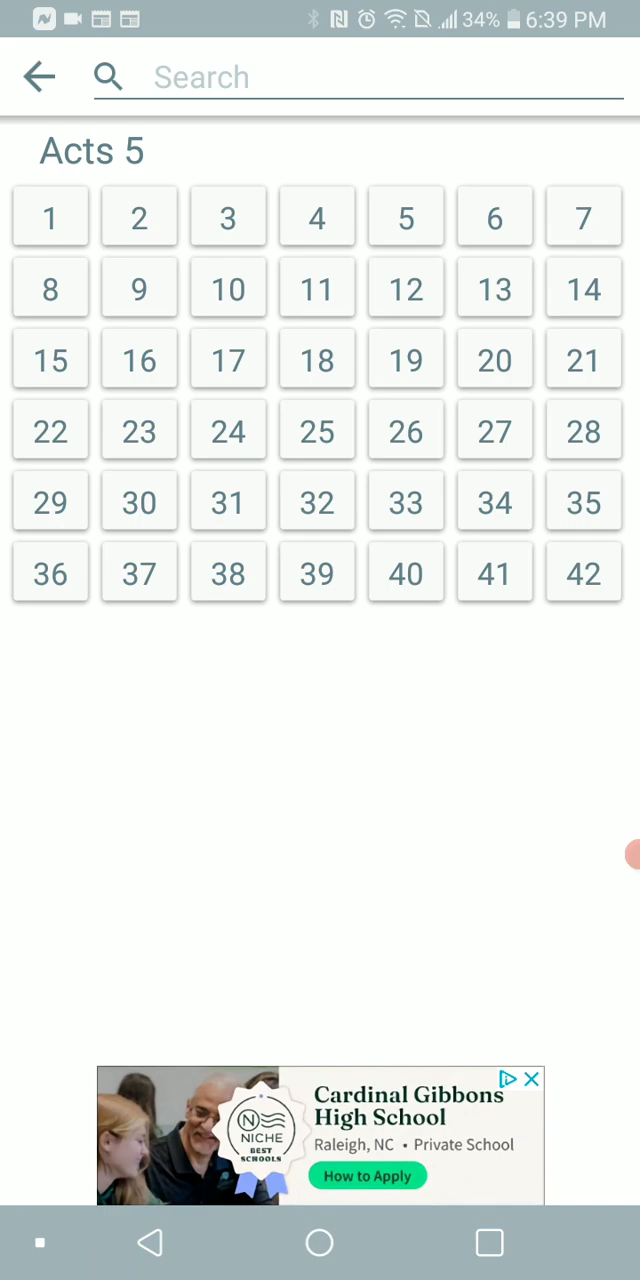 34% 6:39 PM
Search
Acts 5
1 2 3 4 5 6 7
8 9 10 11 12 13 14
15 16 17 18 19 20 21
22 23 24 25 26 27 28
29 30 31 32 33 34 35
36 37 38 39 40 41 42
Cardinal Gibbons
High School
Raleigh, NC • Private School
How to Apply
N
NICHE
BEST
SCHOOLS